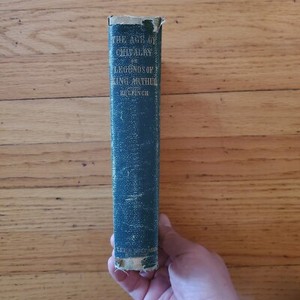 THE AGE OF
CHIVALRY
OR
LEGENDS OF
KING ARTHUR
BULFINCH